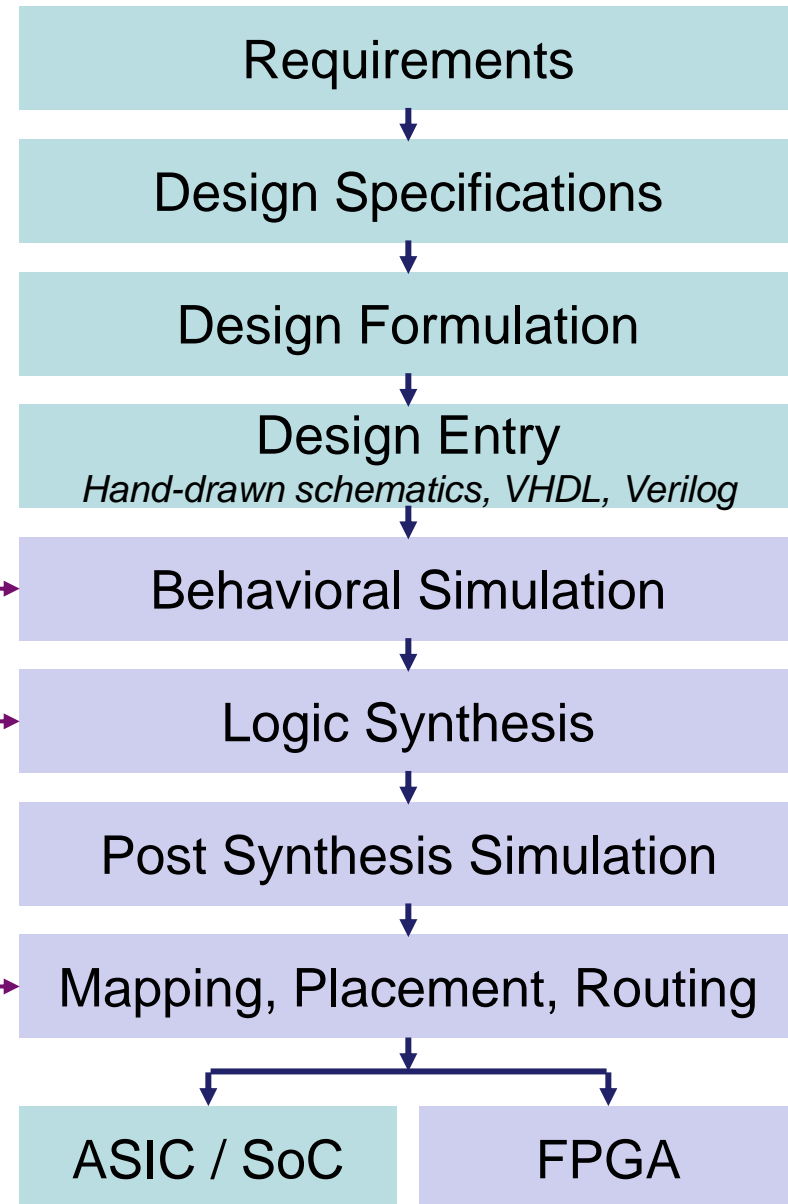 Requirements
Design Specifications
Design Formulation
Design Entry
Hand-drawn schematics, VHDL, Verilog
Behavioral Simulation
Logic Synthesis
Post Synthesis Simulation
Mapping, Placement, Routing
ASIC / SoC
FPGA